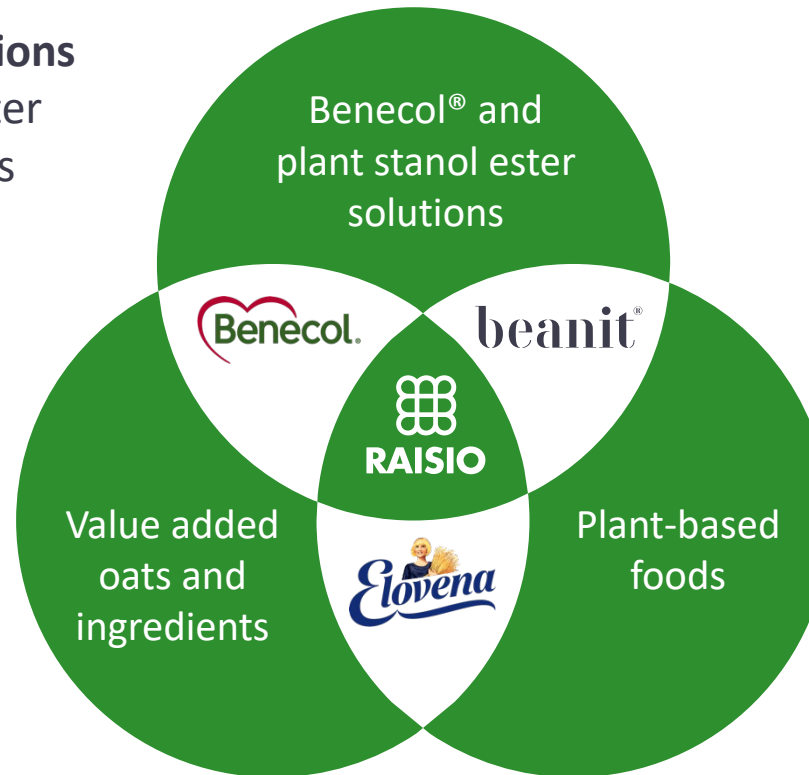 ions
ter
s
Benecol® and
plant stanol ester
solutions
Benecol.
beanit®
RAISIO
Value added
oats and
ingredients
Plant-based
foods
Elovena